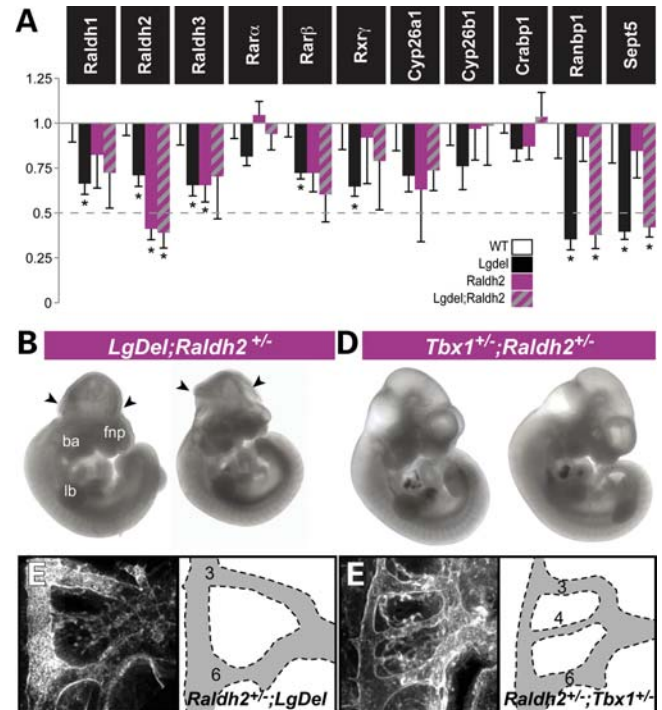 A
Raldh1
Raldh2
Raldh3
Rarα
Rarβ
Rxrγ
Cyp26a1
Cyp26b1
Crabp1
Ranbp1
Sept5
1.25
1.0
0.75
0.5
0.25
0
* * * * * * * * * * * *
WT
Lgdel
Raldh2
Lgdel;Raldh2
B LgDel;Raldh2+/-
D Tbx1+/-;Raldh2+/-
ba
fnp
lb
E
3
6
Raldh2+/-;LgDel
E
3
4
6
Raldh2+/-;Tbx1+/-